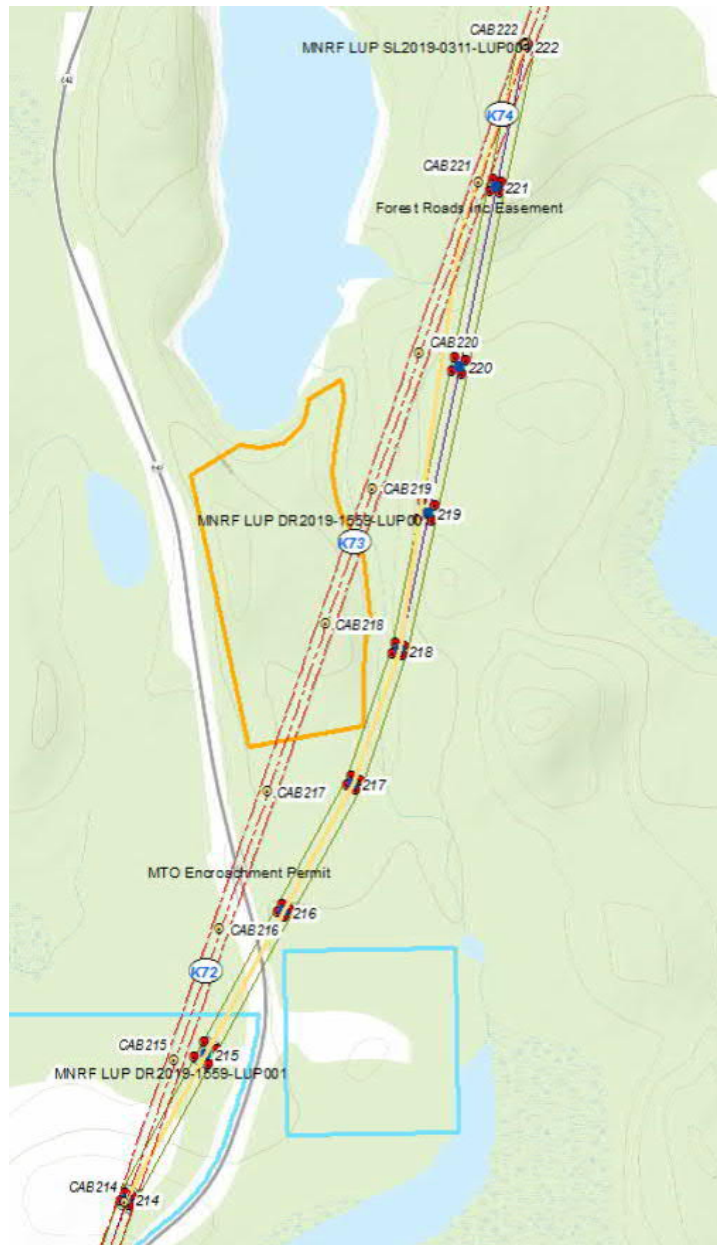 CAB222
MNRF LUP SL2019-0311-LUP001 222
K74
CAB221
221
Forest Roads Inc Easement
CAB220
220
CAB219
MNRF LUP DR2019-1559-LUP001 219
K73
CAB218
218
CAB217
217
MTO Encroachment Permit
216
CAB216
K72
CAB215
215
MNRF LUP DR2019-1559-LUP001
CAB214
214